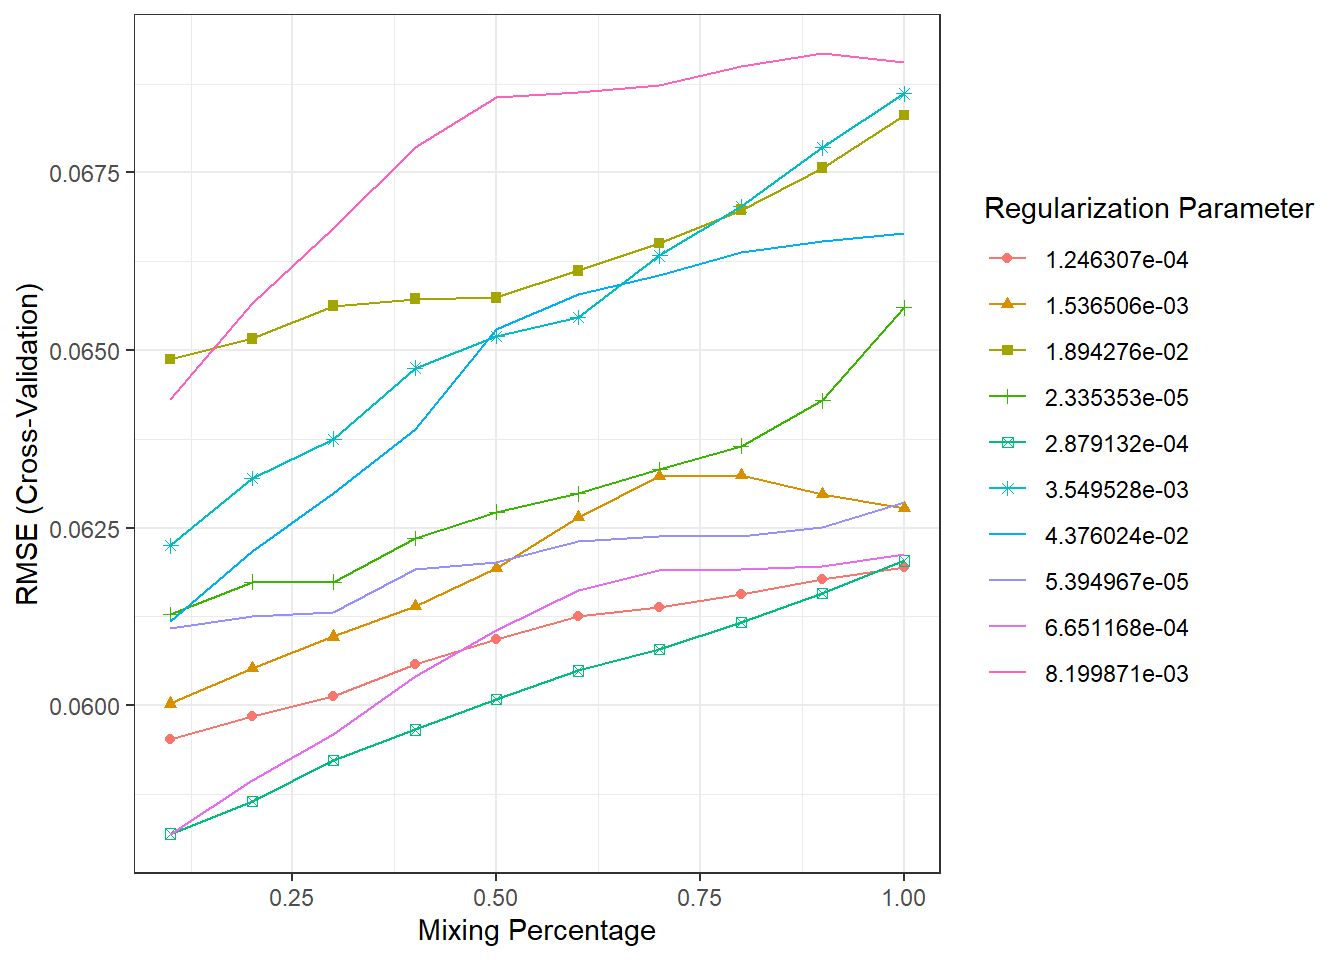 0.0675
0.0650
0.0625
0.0600
RMSE (Cross-Validation)
0.25 0.50 0.75 1.00
Mixing Percentage
Regularization Parameter
1.246307e-04
1.536506e-03
1.894276e-02
2.335353e-05
2.879132e-04
3.549528e-03
4.376024e-02
5.394967e-05
6.651168e-04
8.199871e-03